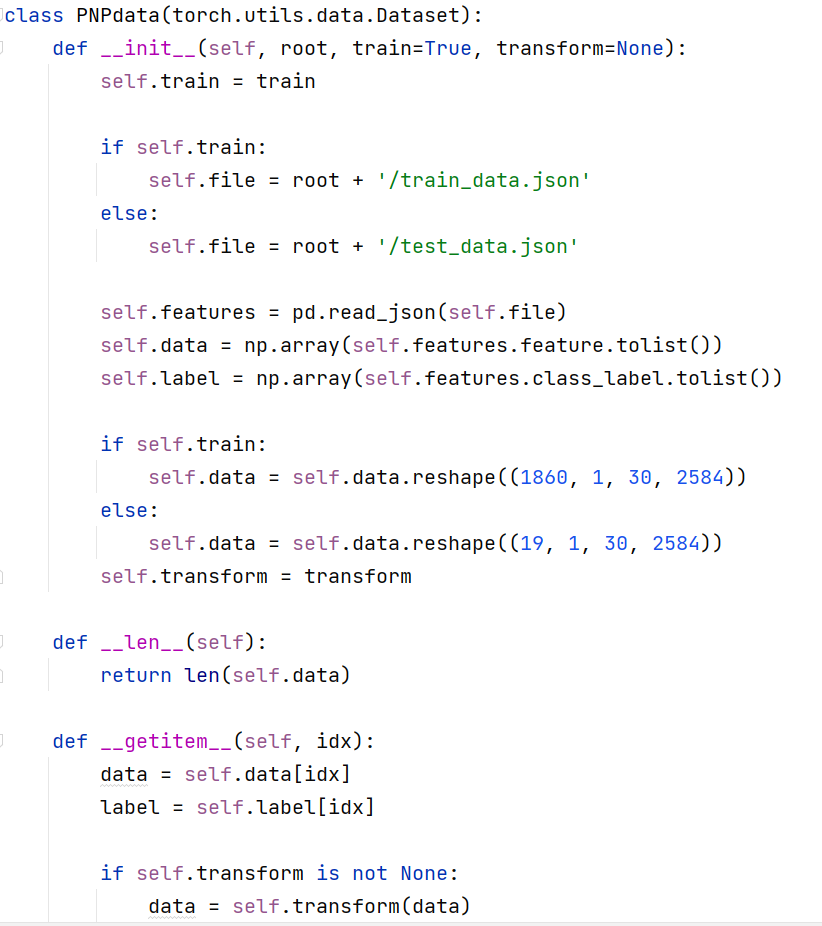 class PNPdata(torch.utils.data.Dataset):
    def __init__(self, root, train=True, transform=None):
        self.train = train

        if self.train:
            self.file = root + '/train_data.json'
        else:
            self.file = root + '/test_data.json'

        self.features = pd.read_json(self.file)
        self.data = np.array(self.features.feature.tolist())
        self.label = np.array(self.features.class_label.tolist())

        if self.train:
            self.data = self.data.reshape((1860, 1, 30, 2584))
        else:
            self.data = self.data.reshape((19, 1, 30, 2584))
        self.transform = transform

    def __len__(self):
        return len(self.data)

    def __getitem__(self, idx):
        data = self.data[idx]
        label = self.label[idx]

        if self.transform is not None:
            data = self.transform(data)